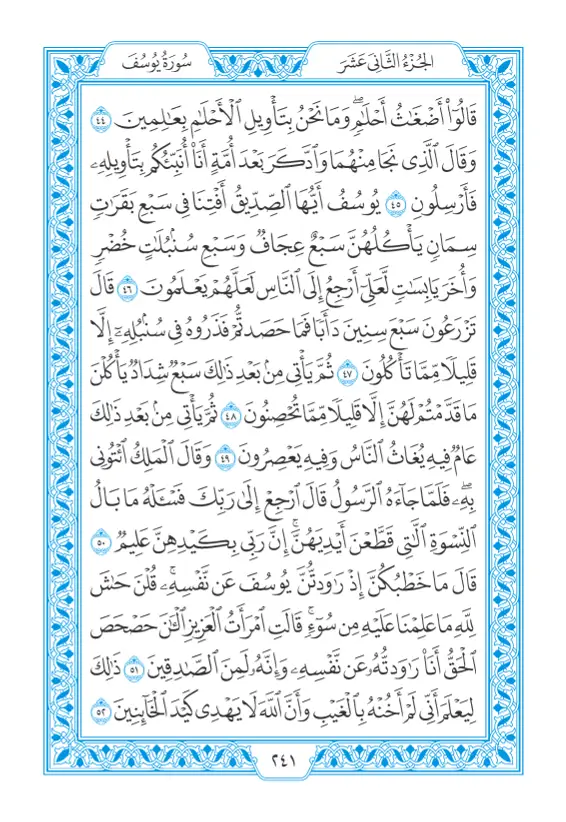 الجُزْءُ الثَّانِي عَشَرَ
سُورَةُ يُوسُفَ
قَالُوٓا۟ أَضْغَٰثُ أَحْلَٰمٍۢ ۖ وَمَا نَحْنُ بِتَأْوِيلِ ٱلْأَحْلَٰمِ بِعَٰلِمِينَ ٤٤
وَقَالَ ٱلَّذِى نَجَا مِنْهُمَا وَٱدَّكَرَ بَعْدَ أُمَّةٍ أَنَا۠ أُنَبِّئُكُم بِتَأْوِيلِهِۦ
فَأَرْسِلُونِ ٤٥ يُوسُفُ أَيُّهَا ٱلصِّدِّيقُ أَفْتِنَا فِى سَبْعِ بَقَرَٰتٍۢ
سِمَانٍۢ يَأْكُلُهُنَّ سَبْعٌ عِجَافٌۭ وَسَبْعِ سُنۢبُلَٰتٍ خُضْرٍۢ
وَأُخَرَ يَابِسَٰتٍۢ لَّعَلِّىٓ أَرْجِعُ إِلَى ٱلنَّاسِ لَعَلَّهُمْ يَعْلَمُونَ ٤٦ قَالَ
تَزْرَعُونَ سَبْعَ سِنِينَ دَأَبًۭا فَمَا حَصَدتُّمْ فَذَرُوهُ فِى سُنۢبُلِهِۦٓ إِلَّا
قَلِيلًۭا مِّمَّا تَأْكُلُونَ ٤٧ ثُمَّ يَأْتِى مِنۢ بَعْدِ ذَٰلِكَ سَبْعٌۭ شِدَادٌۭ يَأْكُلْنَ
مَا قَدَّمْتُمْ لَهُنَّ إِلَّا قَلِيلًۭا مِّمَّا تُحْصِنُونَ ٤٨ ثُمَّ يَأْتِى مِنۢ بَعْدِ ذَٰلِكَ
عَامٌۭ فِيهِ يُغَاثُ ٱلنَّاسُ وَفِيهِ يَعْصِرُونَ ٤٩ وَقَالَ ٱلْمَلِكُ ٱئْتُونِى
بِهِۦ ۖ فَلَمَّا جَآءَهُ ٱلرَّسُولُ قَالَ ٱرْجِعْ إِلَىٰ رَبِّكَ فَسْـَٔلْهُ مَا بَالُ
ٱلنِّسْوَةِ ٱلَّٰتِى قَطَّعْنَ أَيْدِيَهُنَّ ۚ إِنَّ رَبِّى بِكَيْدِهِنَّ عَلِيمٌۭ ٥٠
قَالَ مَا خَطْبُكُنَّ إِذْ رَٰوَدتُّنَّ يُوسُفَ عَن نَّفْسِهِۦ ۚ قُلْنَ حَٰشَ
لِلَّهِ مَا عَلِمْنَا عَلَيْهِ مِن سُوٓءٍۢ ۚ قَالَتِ ٱمْرَأَتُ ٱلْعَزِيزِ ٱلْـَٰٔنَ حَصْحَصَ
ٱلْحَقُّ أَنَا۠ رَٰوَدتُّهُۥ عَن نَّفْسِهِۦ وَإِنَّهُۥ لَمِنَ ٱلصَّٰدِقِينَ ٥١ ذَٰلِكَ
لِيَعْلَمَ أَنِّى لَمْ أَخُنْهُ بِٱلْغَيْبِ وَأَنَّ ٱللَّهَ لَا يَهْدِى كَيْدَ ٱلْخَآئِنِينَ ٥٢
٢٤١